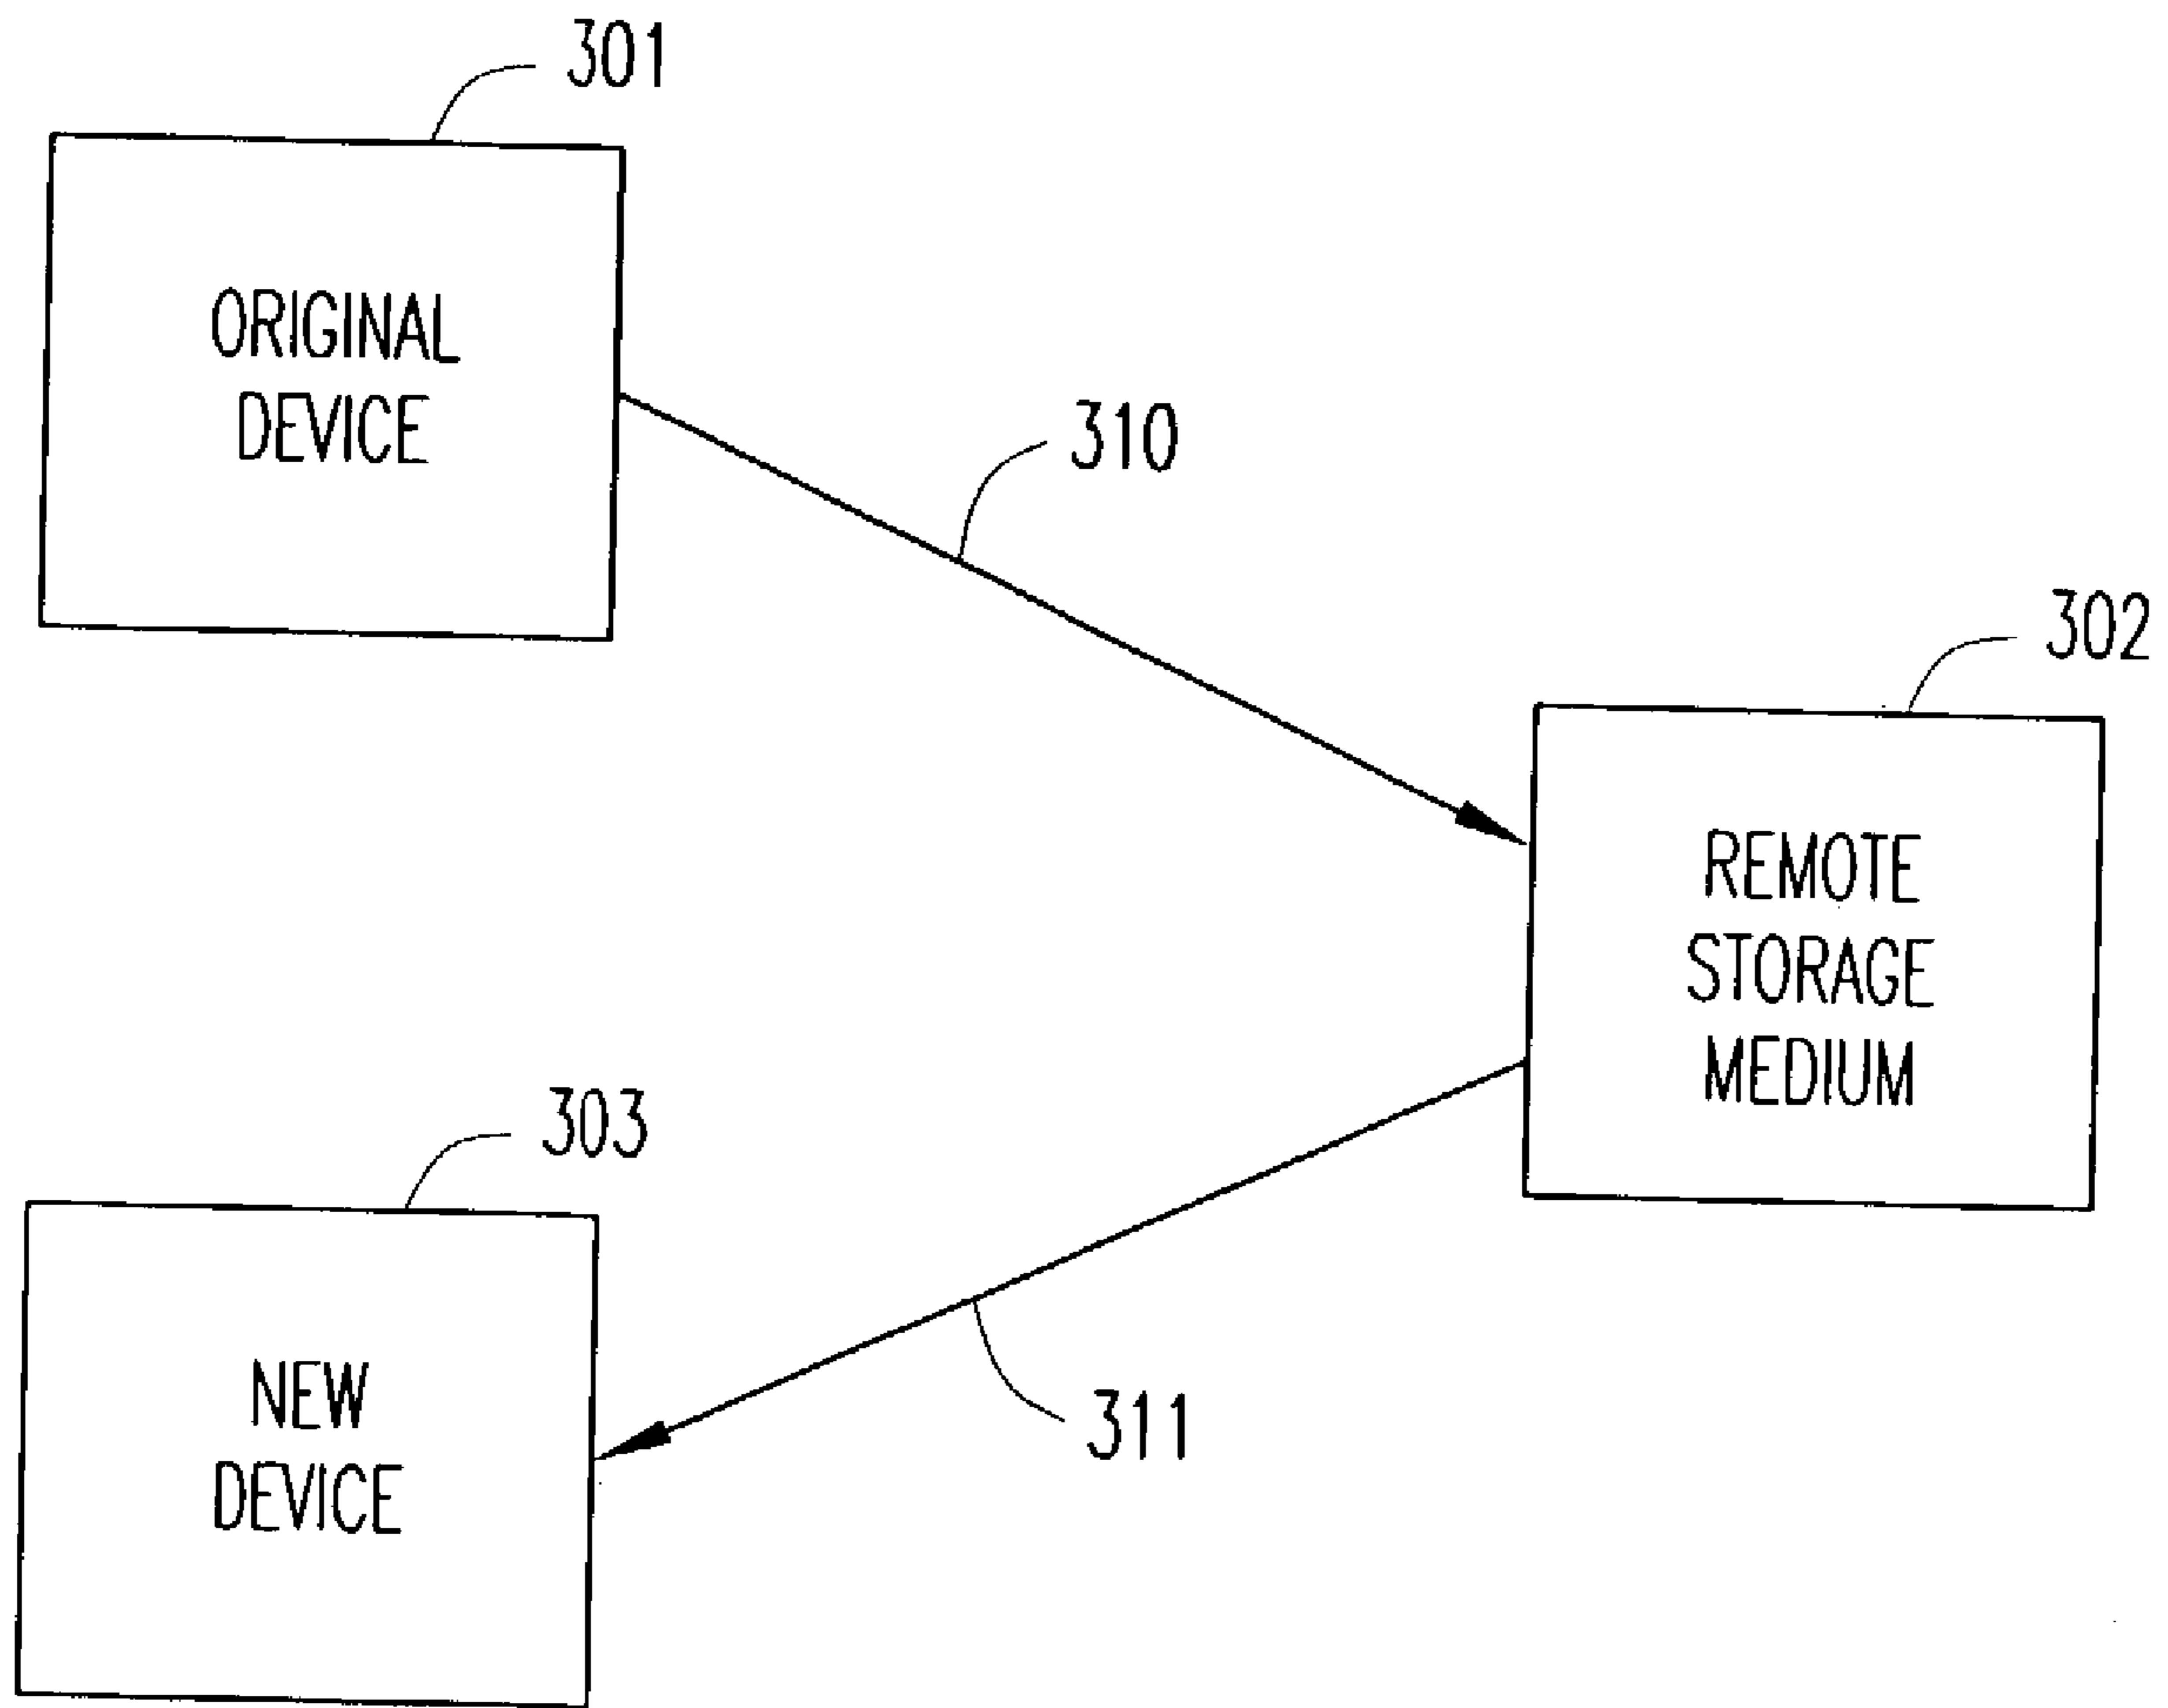 301
ORIGINAL
DEVICE
310
302
REMOTE
STORAGE
MEDIUM
303
NEW
DEVICE
311